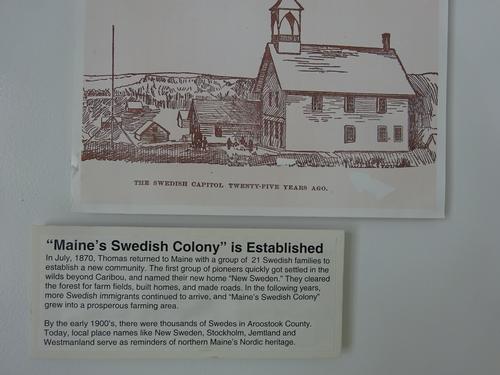 THE SWEDISH CAPITOL TWENTY-FIVE YEARS AGO.
“Maine's Swedish Colony” is Established
In July, 1870, Thomas returned to Maine with a group of 21 Swedish families to
establish a new community. The first group of pioneers quickly got settled in the
wilds beyond Caribou, and named their new home “New Sweden.” They cleared
the forest for farm fields, built homes, and made roads. In the following years,
more Swedish immigrants continued to arrive, and “Maine's Swedish Colony”
grew into a prosperous farming area.
By the early 1900's, there were thousands of Swedes in Aroostook County.
Today, local place names like New Sweden, Stockholm, Jemtland and
Westmanland serve as reminders of northern Maine's Nordic heritage.